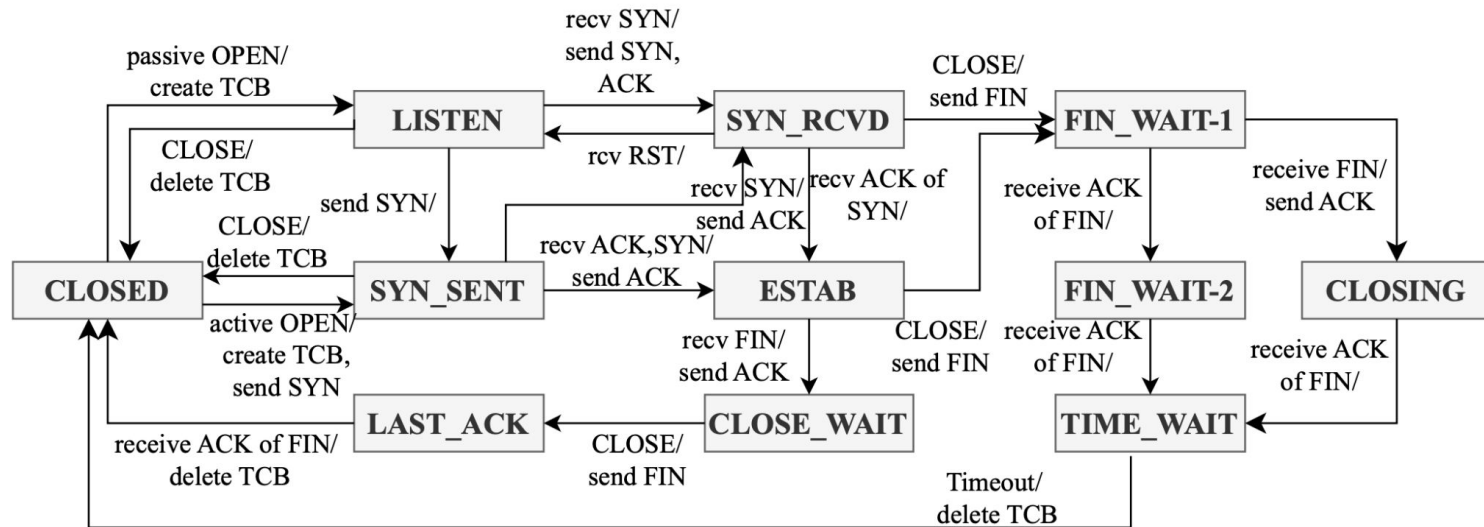 recv SYN/
send SYN,
ACK
passive OPEN/
create TCB
CLOSE/
send FIN
LISTEN
SYN_RCVD
FIN_WAIT-1
CLOSE/
delete TCB
rcv RST/
send SYN/
recv SYN/
send ACK
recv ACK of
SYN/
receive ACK
of FIN/
receive FIN/
send ACK
CLOSE/
delete TCB
recv ACK,SYN/
send ACK
CLOSED
SYN_SENT
ESTAB
FIN_WAIT-2
CLOSING
active OPEN/
create TCB,
send SYN
recv FIN/
send ACK
CLOSE/
send FIN
receive ACK
of FIN/
receive ACK
of FIN/
LAST_ACK
CLOSE_WAIT
TIME_WAIT
receive ACK of FIN/
delete TCB
CLOSE/
send FIN
Timeout/
delete TCB